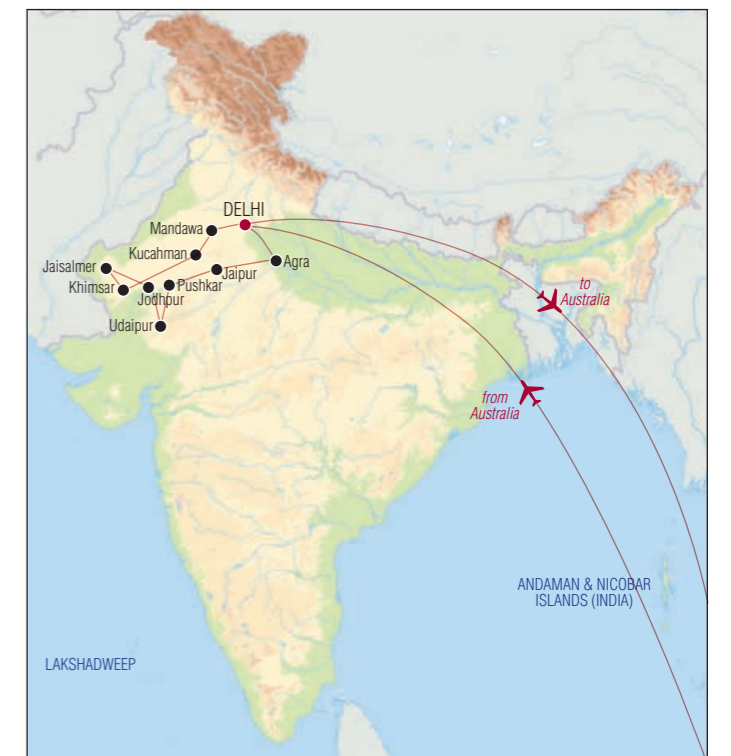 DELHI
Mandawa
Kucahman
Jaisalmer
Agra
Jaipur
Khimsar
Pushkar
Jodhpur
Udaipur
to
Australia
from
Australia
ANDAMAN & NICOBAR
ISLANDS (INDIA)
LAKSHADWEEP